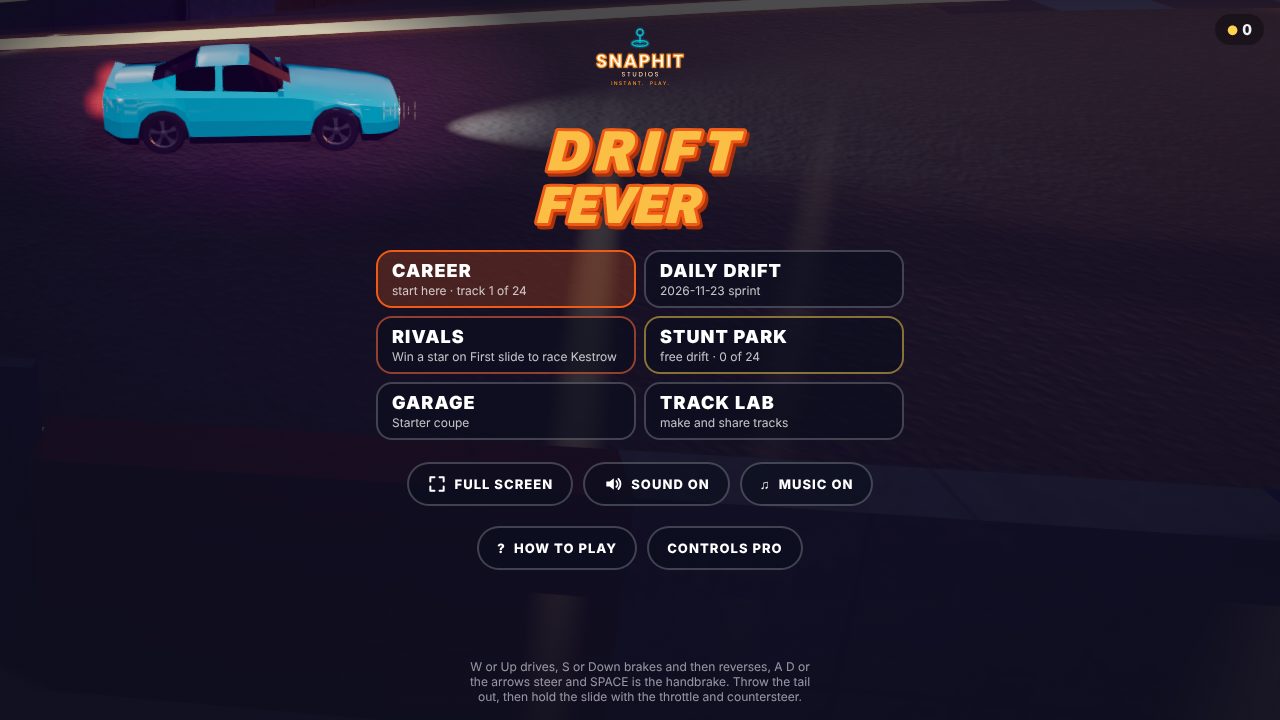 0
SNAPHIT
STUDIOS
INSTANT. PLAY.
DRIFT
FEVER
CAREER
start here · track 1 of 24
DAILY DRIFT
2026-11-23 sprint
RIVALS
Win a star on First slide to race Kestrow
STUNT PARK
free drift · 0 of 24
GARAGE
Starter coupe
TRACK LAB
make and share tracks
FULL SCREEN
SOUND ON
♫ MUSIC ON
? HOW TO PLAY
CONTROLS PRO
W or Up drives, S or Down brakes and then reverses, A D or
the arrows steer and SPACE is the handbrake. Throw the tail
out, then hold the slide with the throttle and countersteer.